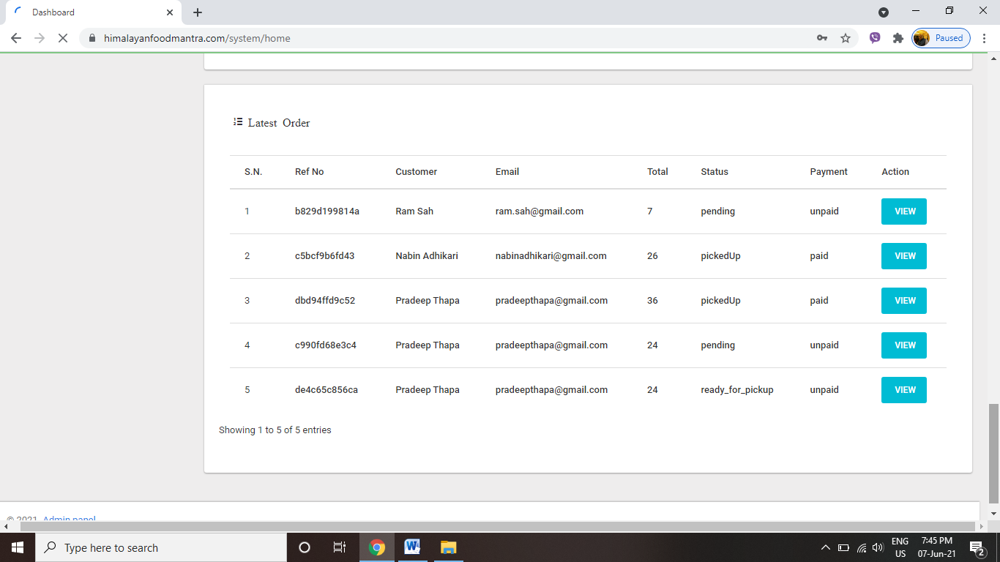 Dashboard
himalayanfoodmantra.com/system/home
Paused
Latest Order
S.N. Ref No Customer Email Total Status Payment Action
1 b829d199814a Ram Sah ram.sah@gmail.com 7 pending unpaid VIEW
2 c5bcf9b6fd43 Nabin Adhikari nabinadhikari@gmail.com 26 pickedUp paid VIEW
3 dbd94ffd9c52 Pradeep Thapa pradeepthapa@gmail.com 36 pickedUp paid VIEW
4 c990fd68e3c4 Pradeep Thapa pradeepthapa@gmail.com 24 pending unpaid VIEW
5 de4c65c856ca Pradeep Thapa pradeepthapa@gmail.com 24 ready_for_pickup unpaid VIEW
Showing 1 to 5 of 5 entries
© 2021 Admin panel
Type here to search
ENG 7:45 PM
US 07-Jun-21
2